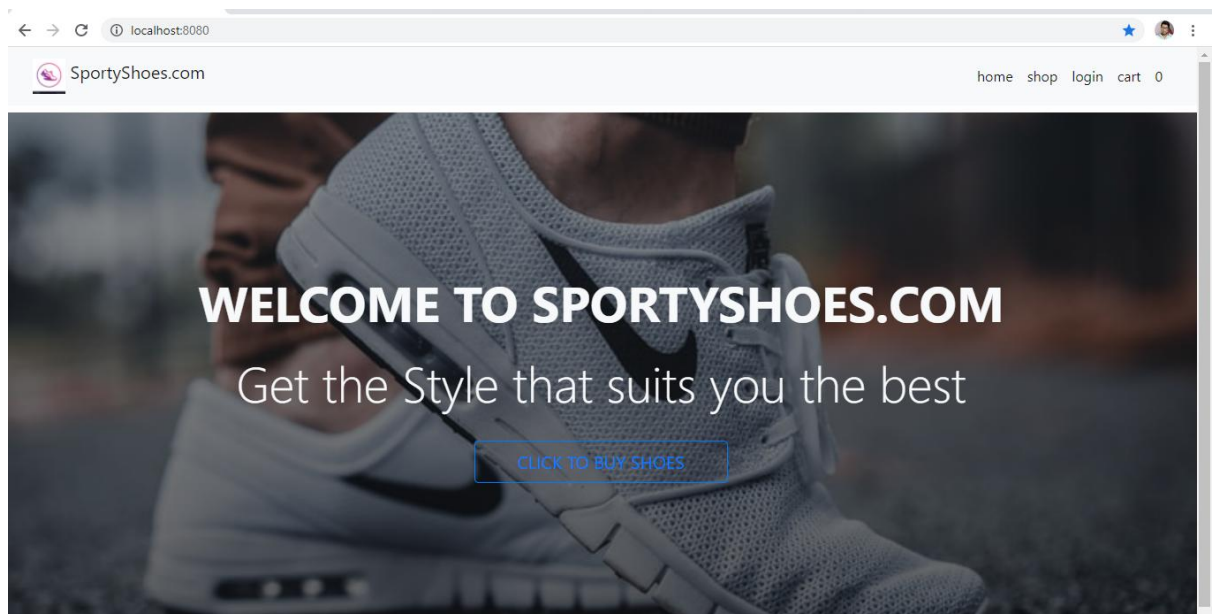 localhost:8080
SportyShoes.com
home shop login cart 0
WELCOME TO SPORTYSHOES.COM
Get the Style that suits you the best
CLICK TO BUY SHOES